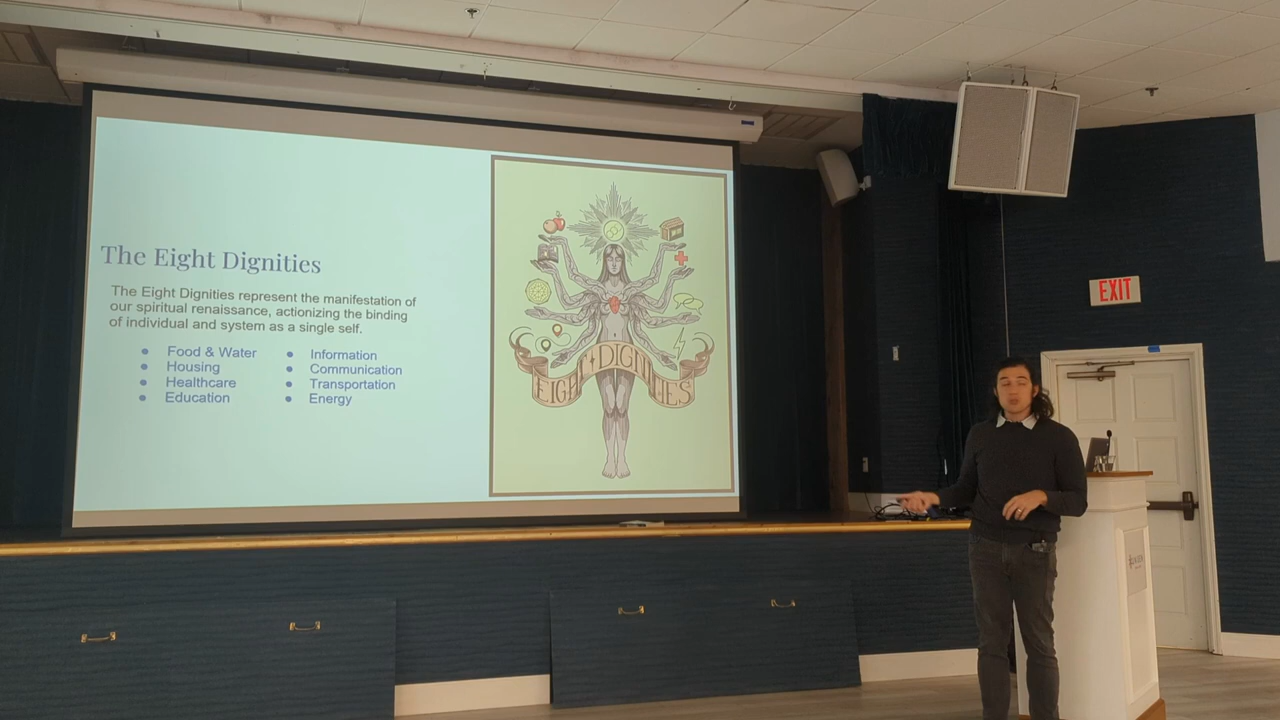 The Eight Dignities
The Eight Dignities represent the manifestation of
our spiritual renaissance, actionizing the binding
of individual and system as a single self.
Food & Water
Housing
Healthcare
Education
Information
Communication
Transportation
Energy
EIGHT DIGNITIES
EXIT